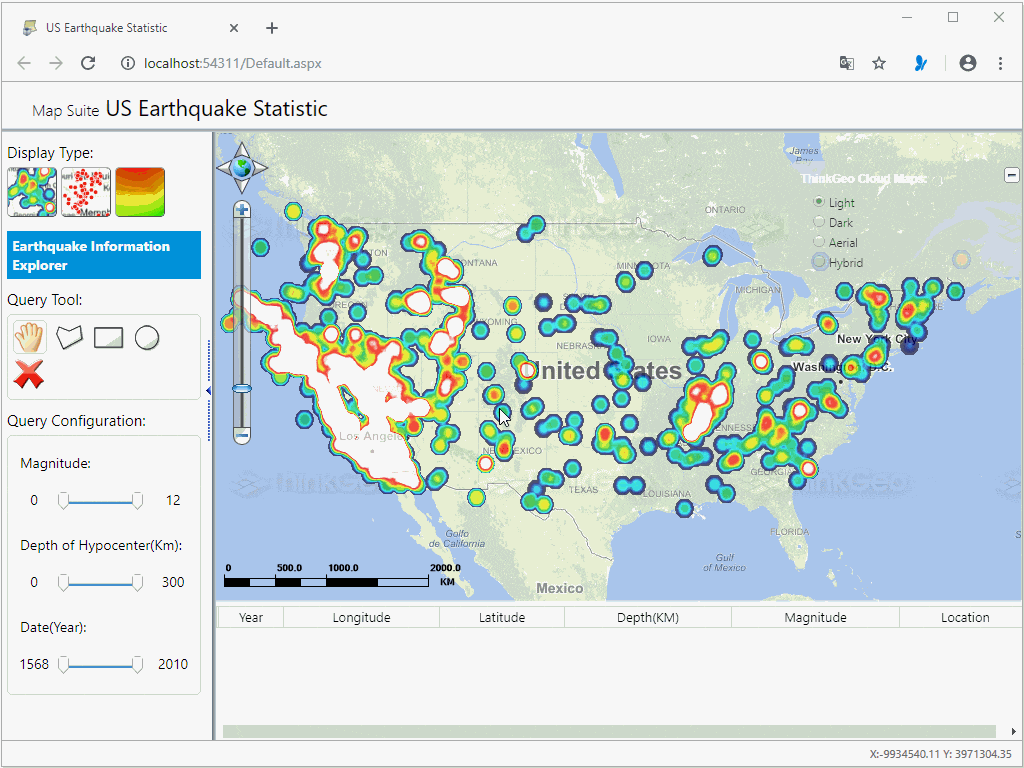 US Earthquake Statistic
localhost:54311/Default.aspx
Map Suite US Earthquake Statistic
Display Type:
Earthquake Information
Explorer
Query Tool:
Query Configuration:
Magnitude:
0 12
Depth of Hypocenter(Km):
0 300
Date(Year):
1568 2010
James
Bay
ThinkGeo Cloud Maps:
Light
Dark
Aerial
Hybrid
ONTARIO
MINNESOTA
MICHIGAN
WYOMING
NEBRASKA
IOWA
New York City
United States
Washington, D.C.
Los Angeles
NEW MEXICO
TENNESSEE
GEORGIA
TEXAS
LOUISIANA
ThinkGeo
FLORIDA
Golfo
de California
Gulf
of Mexico
Mexico
0 500.0 1000.0 2000.0
KM
Year Longitude Latitude Depth(KM) Magnitude Location
X:-9934540.11 Y: 3971304.35